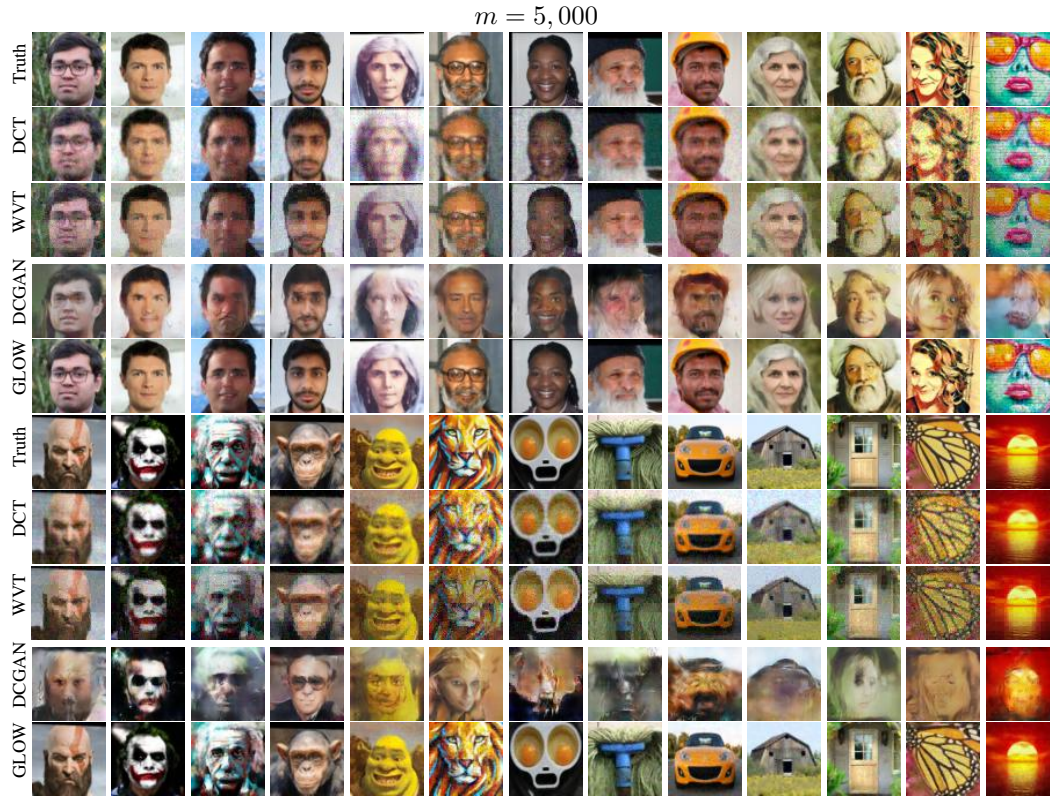 m = 5,000
Truth
DCT
WVT
DCGAN
GLOW
Truth
DCT
WVT
DCGAN
GLOW